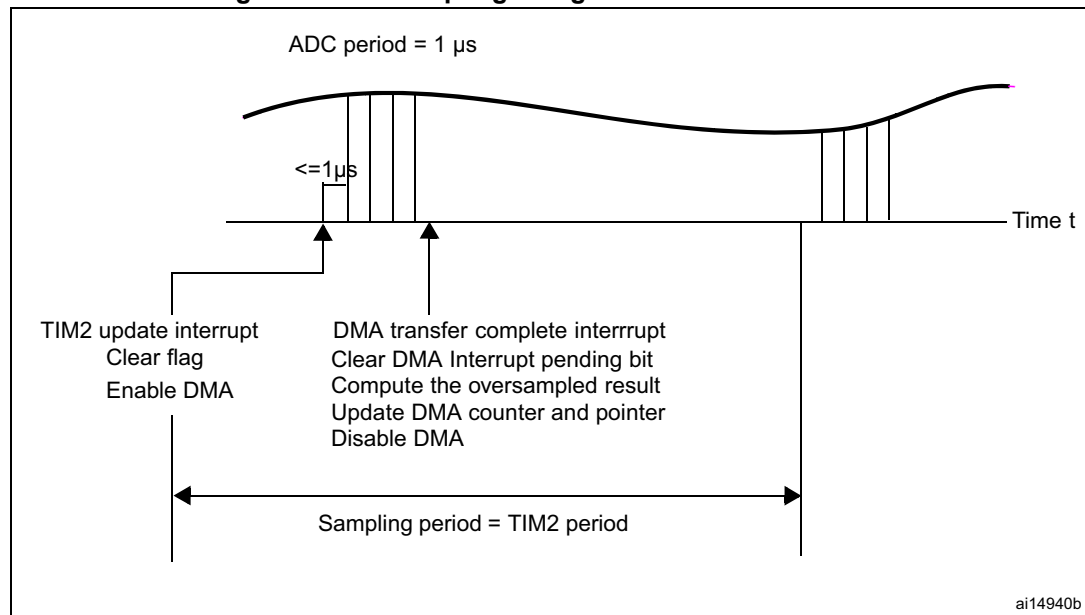 ADC period = 1 µs
<=1µs
Time t
TIM2 update interrupt
Clear flag
Enable DMA
DMA transfer complete interrrupt
Clear DMA Interrupt pending bit
Compute the oversampled result
Update DMA counter and pointer
Disable DMA
Sampling period = TIM2 period
ai14940b